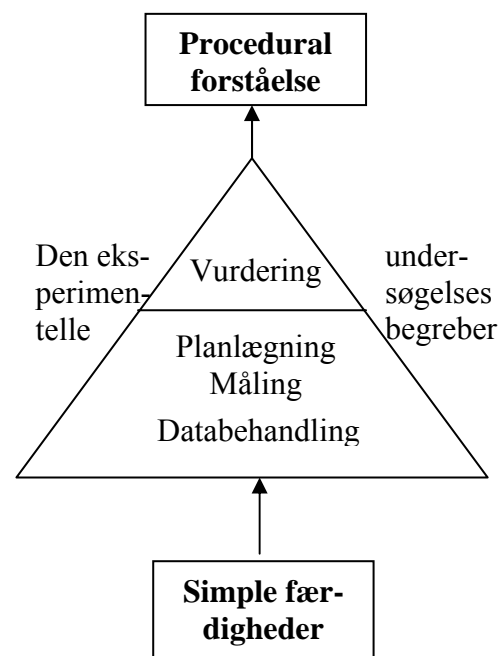 Procedural
forståelse
Den eks-
perimen-
telle
Vurdering
under-
søgelses
begreber
Planlægning
Måling
Databehandling
Simple fær-
digheder